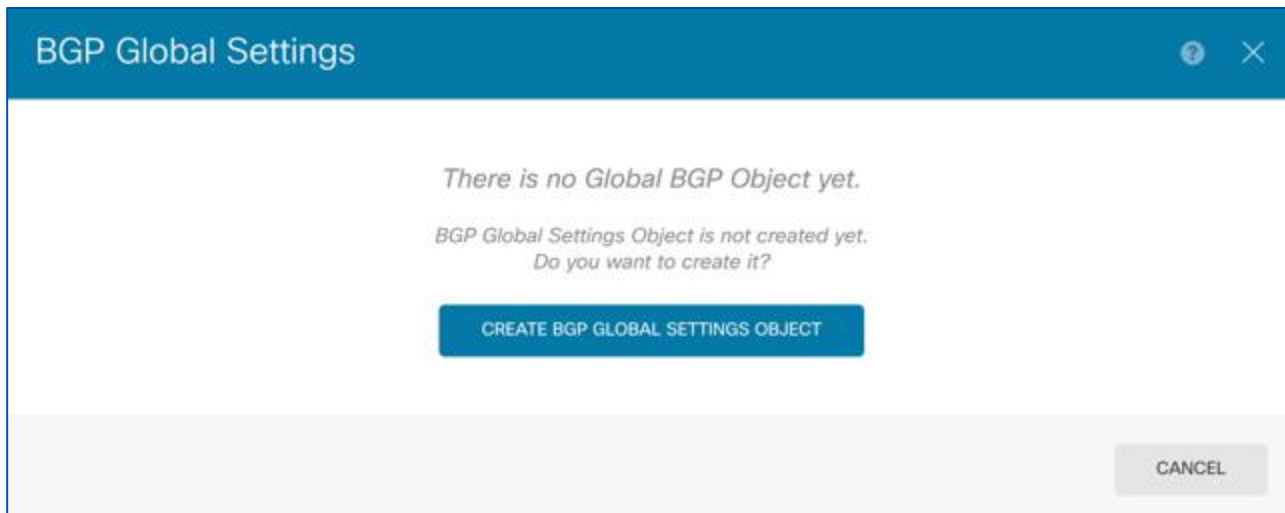 BGP Global Settings
There is no Global BGP Object yet.
BGP Global Settings Object is not created yet.
Do you want to create it?
CREATE BGP GLOBAL SETTINGS OBJECT
CANCEL